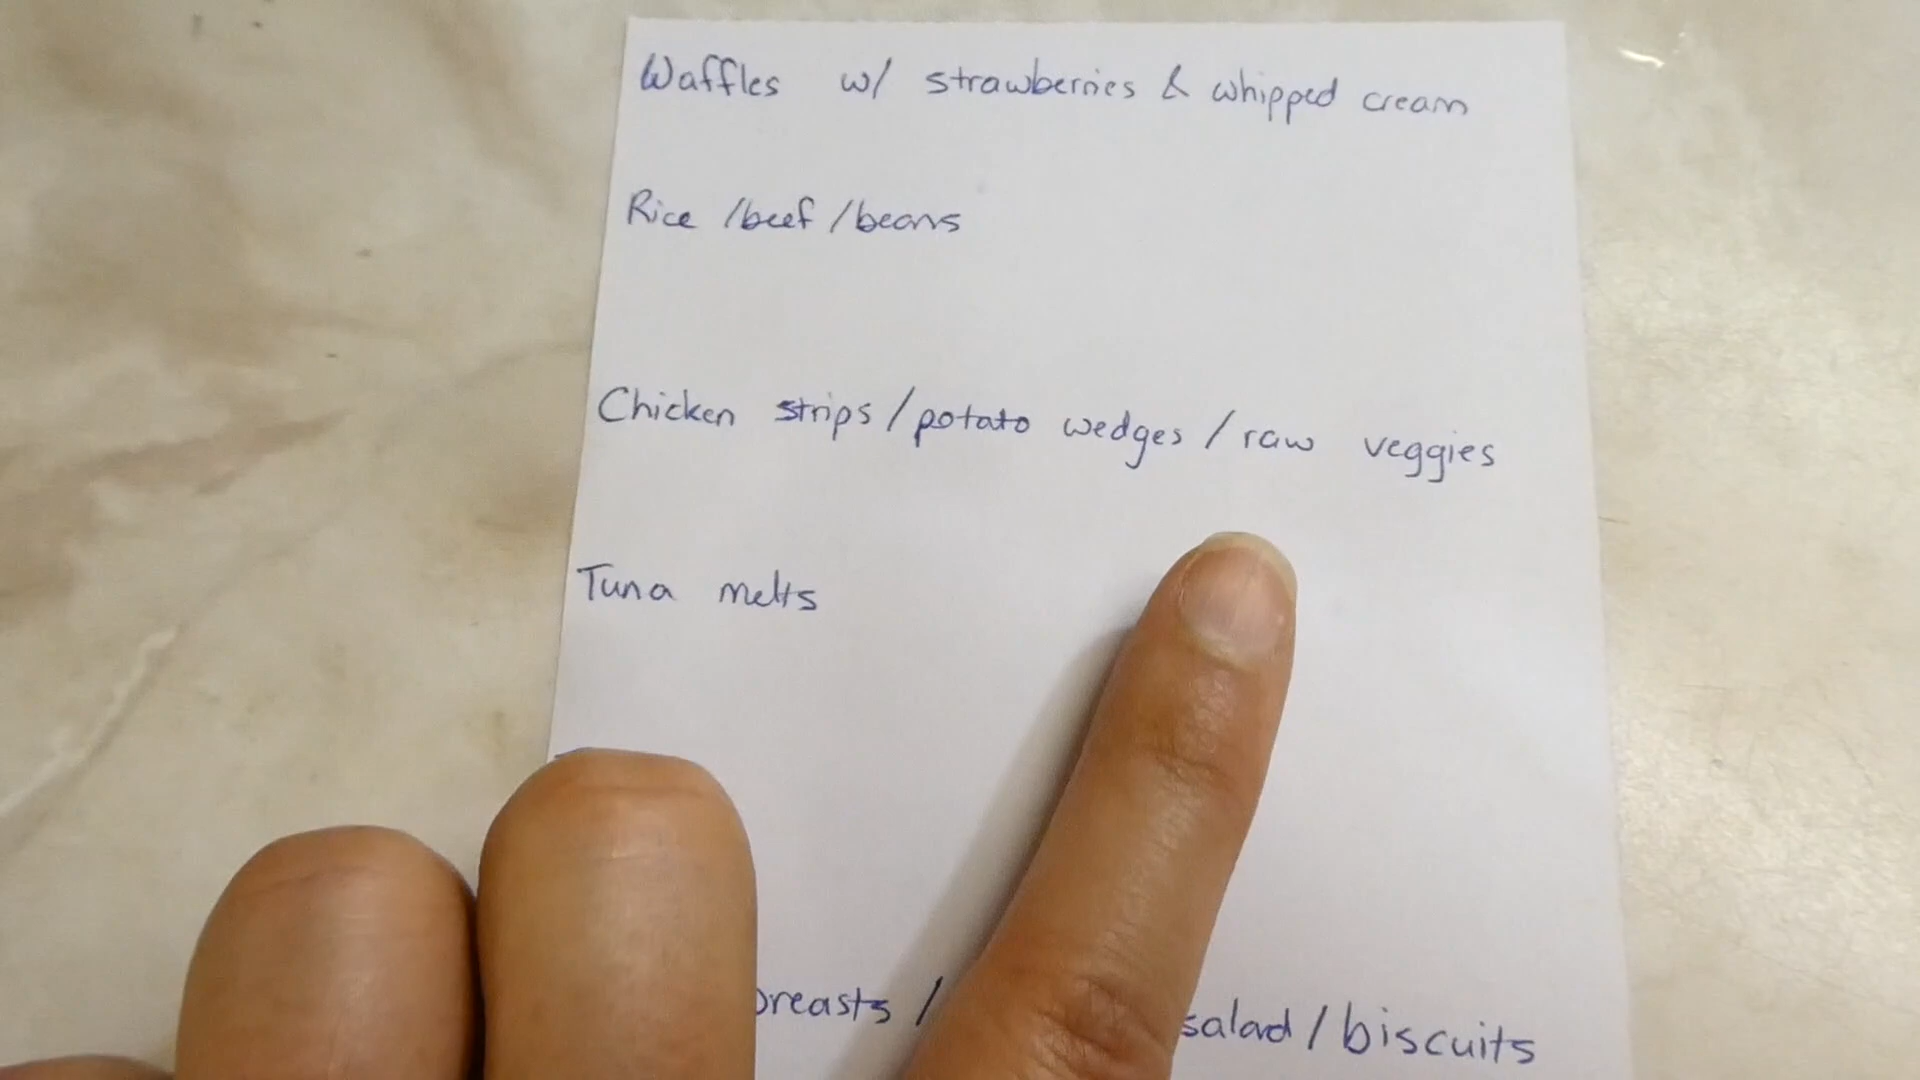 Waffles w/ strawberries & whipped cream
Rice /beef /beans
Chicken strips / potato wedges / raw veggies
Tuna melts
/ salad / biscuits